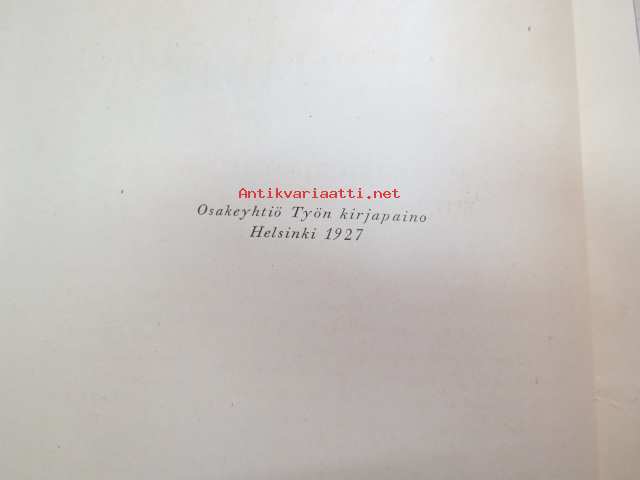 Antikvariaatti.net
Osakeyhtiö Työn kirjapaino
Helsinki 1927